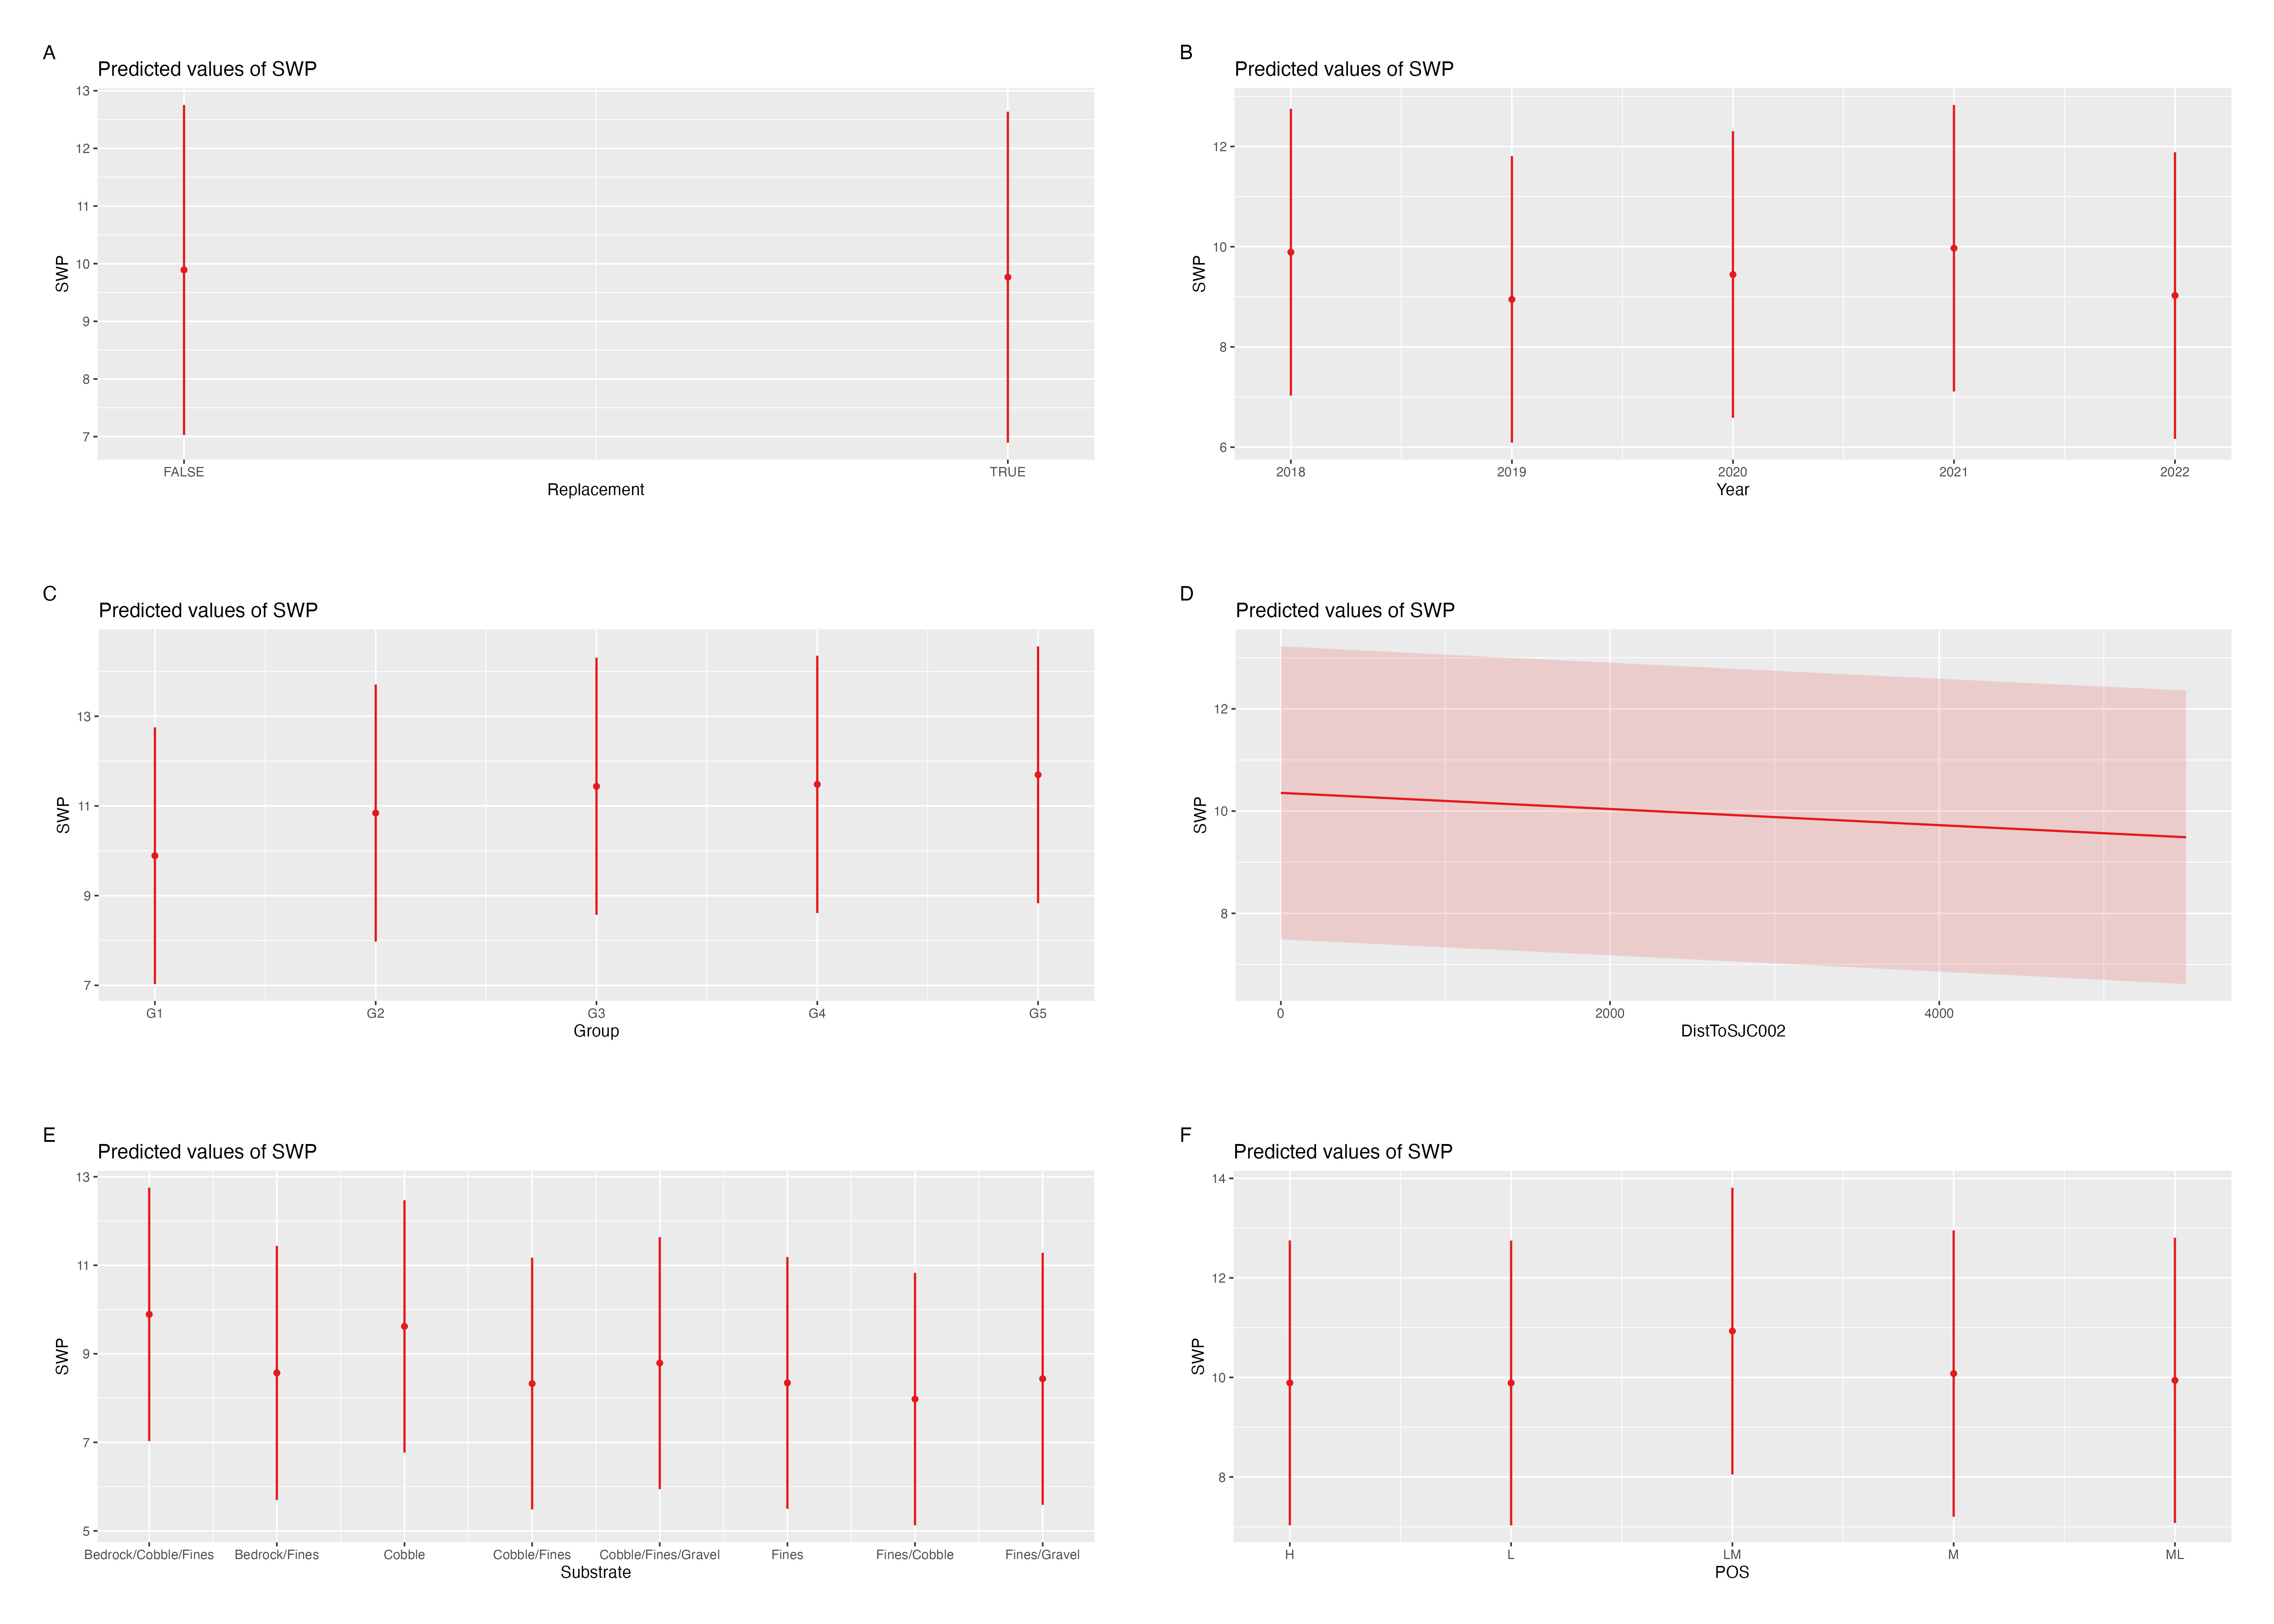 A
Predicted values of SWP
13
12
11
10
9
8
7
SWP
FALSE TRUE
Replacement
B
Predicted values of SWP
12
10
8
6
SWP
2018 2019 2020 2021 2022
Year
C
Predicted values of SWP
13
11
9
7
SWP
G1 G2 G3 G4 G5
Group
D
Predicted values of SWP
12
10
8
SWP
0 2000 4000
DistToSJC002
E
Predicted values of SWP
13
11
9
7
5
SWP
Bedrock/Cobble/Fines Bedrock/Fines Cobble Cobble/Fines Cobble/Fines/Gravel Fines Fines/Cobble Fines/Gravel
Substrate
F
Predicted values of SWP
14
12
10
8
SWP
H L LM M ML
POS